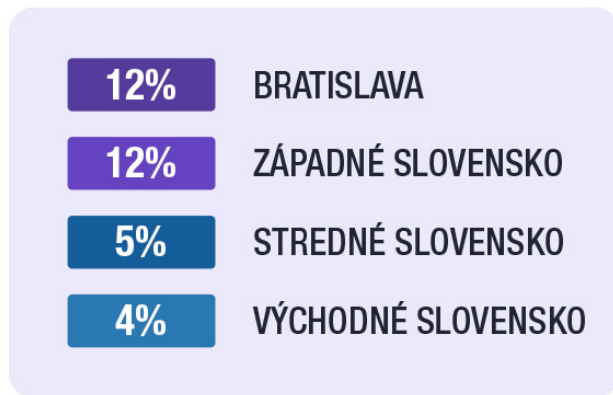 12% BRATISLAVA
12% ZÁPADNÉ SLOVENSKO
5% STREDNÉ SLOVENSKO
4% VÝCHODNÉ SLOVENSKO